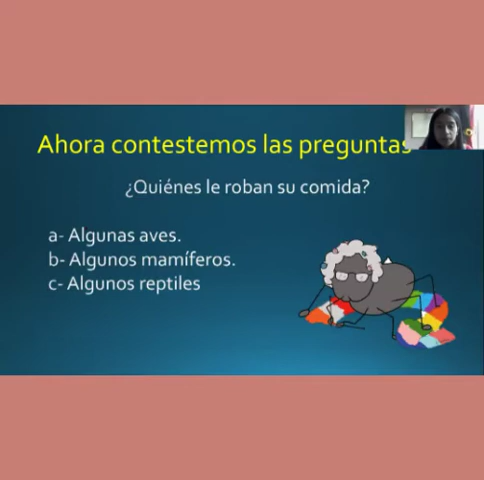 Ahora contestemos las preguntas
¿Quiénes le roban su comida?
a- Algunas aves.
b- Algunos mamíferos.
c- Algunos reptiles